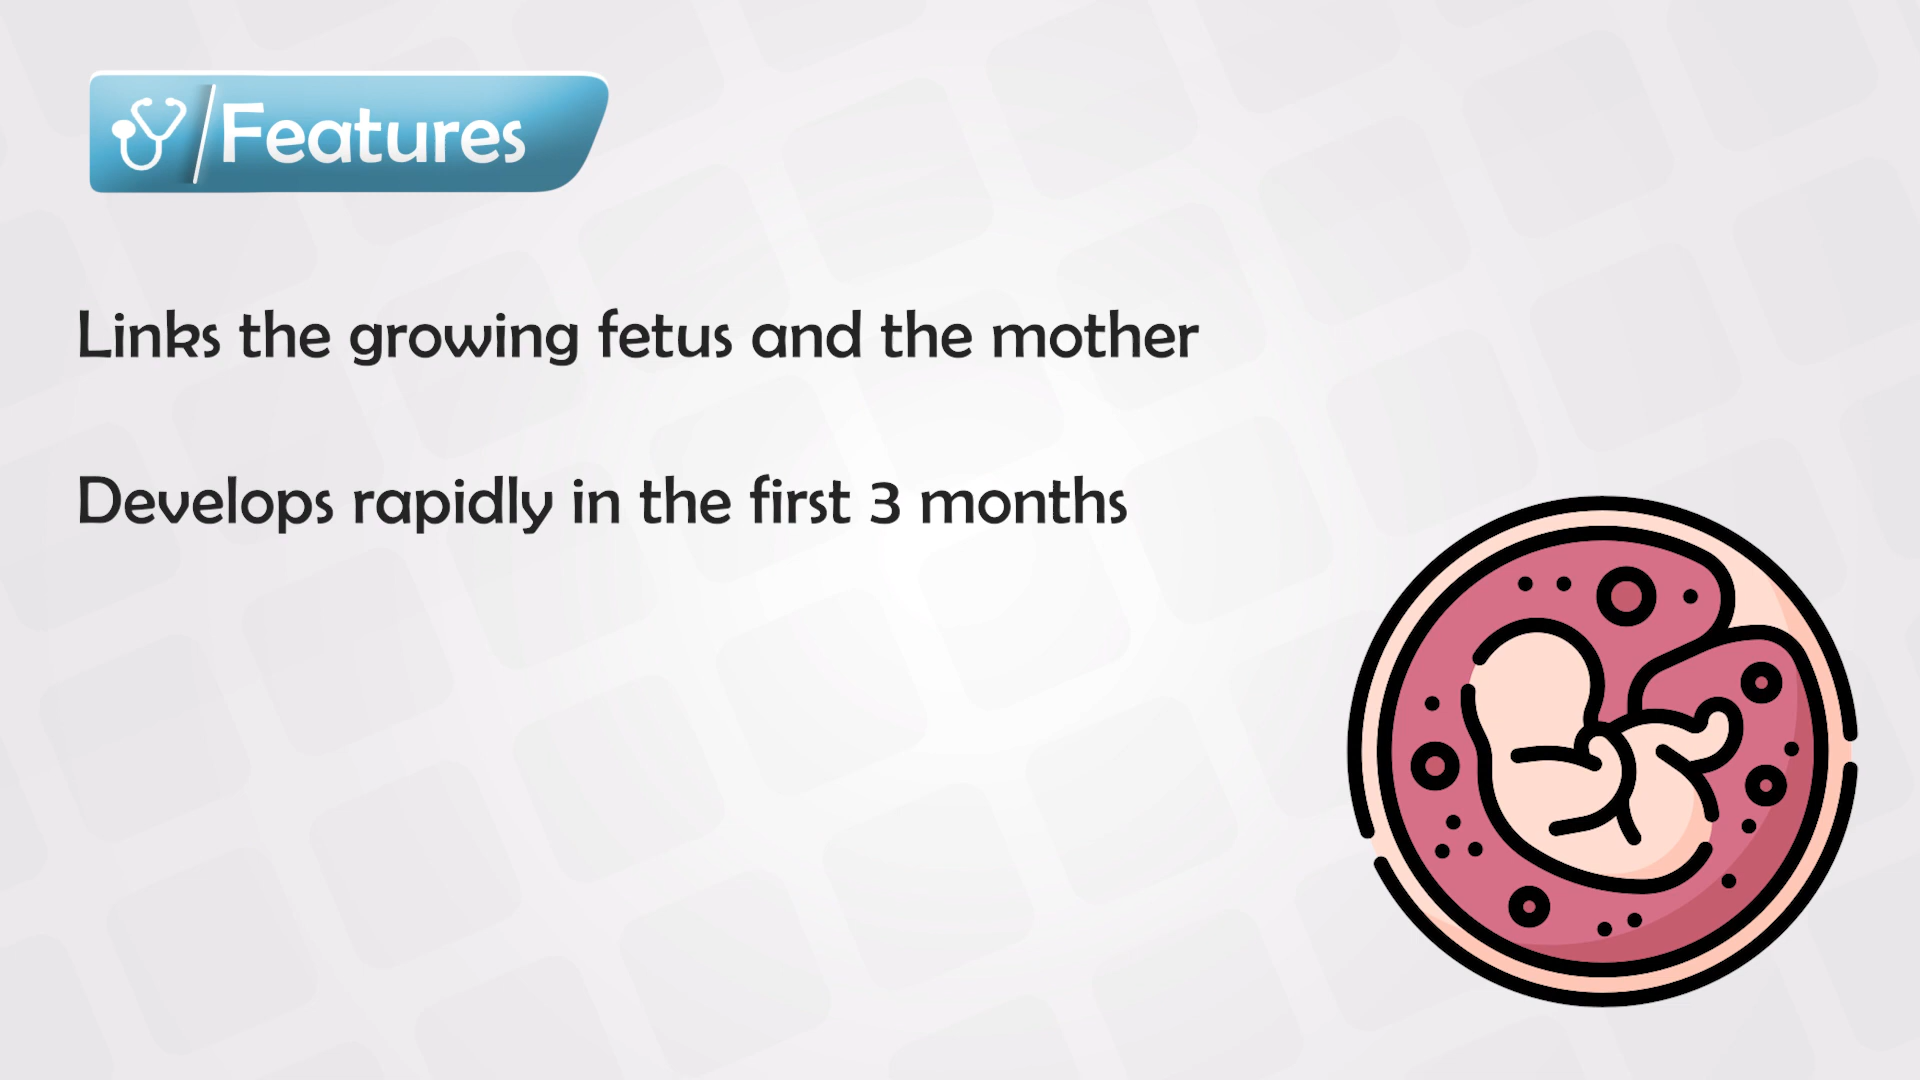 Features
Links the growing fetus and the mother
Develops rapidly in the first 3 months